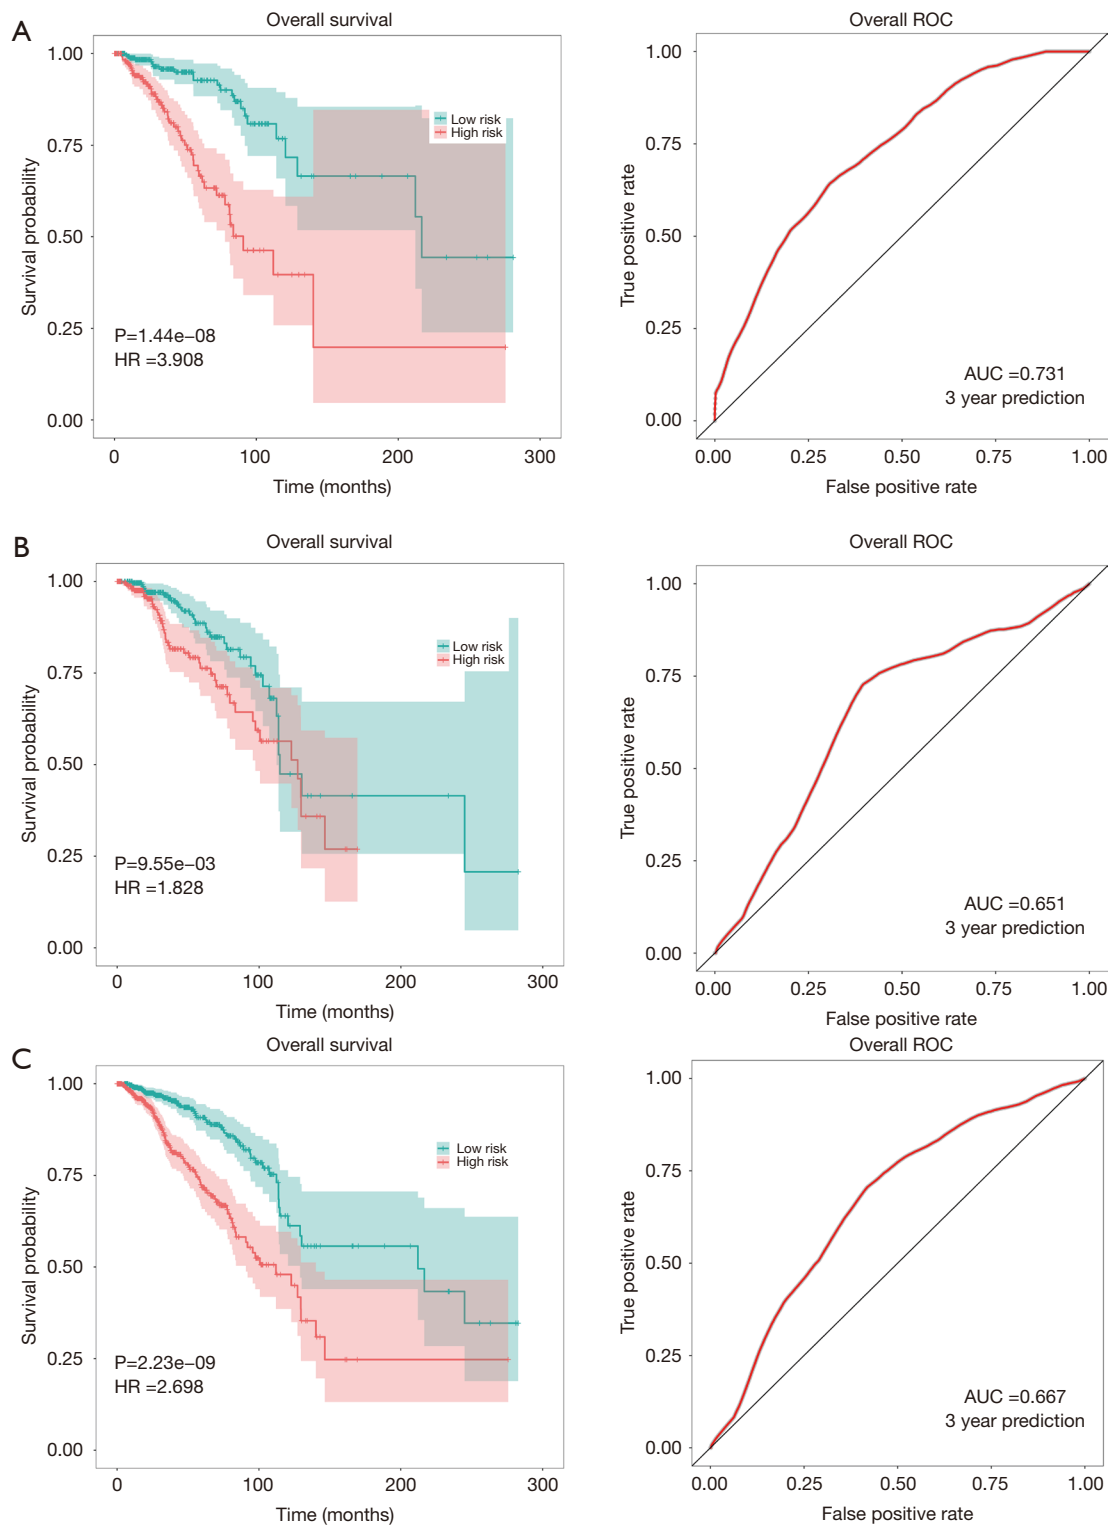 A
Overall survival
1.00
0.75
0.50
0.25
0.00
Survival probability
Low risk
High risk
P=1.44e−08
HR =3.908
0
100
200
300
Time (months)
Overall ROC
1.00
0.75
0.50
0.25
0.00
True positive rate
AUC =0.731
3 year prediction
0.00
0.25
0.50
0.75
1.00
False positive rate
B
Overall survival
1.00
0.75
0.50
0.25
0.00
Survival probability
Low risk
High risk
P=9.55e−03
HR =1.828
0
100
200
300
Time (months)
Overall ROC
1.00
0.75
0.50
0.25
0.00
True positive rate
AUC =0.651
3 year prediction
0.00
0.25
0.50
0.75
1.00
False positive rate
C
Overall survival
1.00
0.75
0.50
0.25
0.00
Survival probability
Low risk
High risk
P=2.23e−09
HR =2.698
0
100
200
300
Time (months)
Overall ROC
1.00
0.75
0.50
0.25
0.00
True positive rate
AUC =0.667
3 year prediction
0.00
0.25
0.50
0.75
1.00
False positive rate